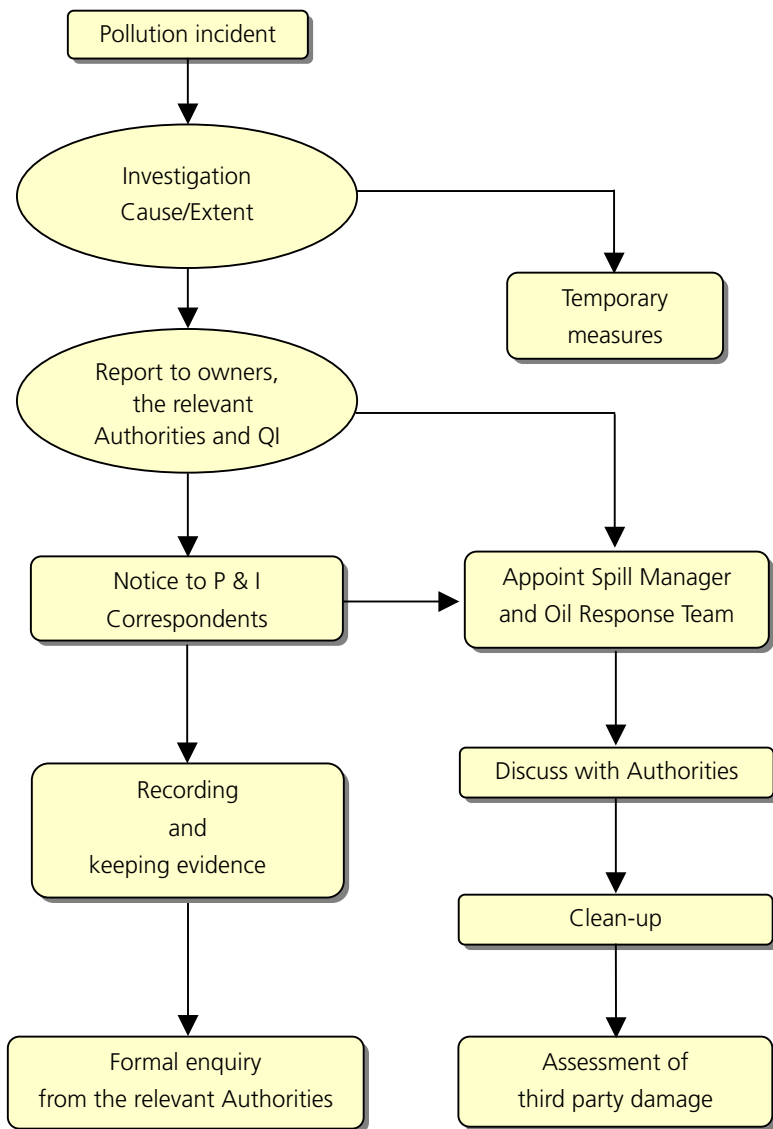 Pollution incident
Investigation
Cause/Extent
Temporary
measures
Report to owners,
the relevant
Authorities and QI
Notice to P & I
Correspondents
Appoint Spill Manager
and Oil Response Team
Recording
and
keeping evidence
Discuss with Authorities
Clean-up
Formal enquiry
from the relevant Authorities
Assessment of
third party damage